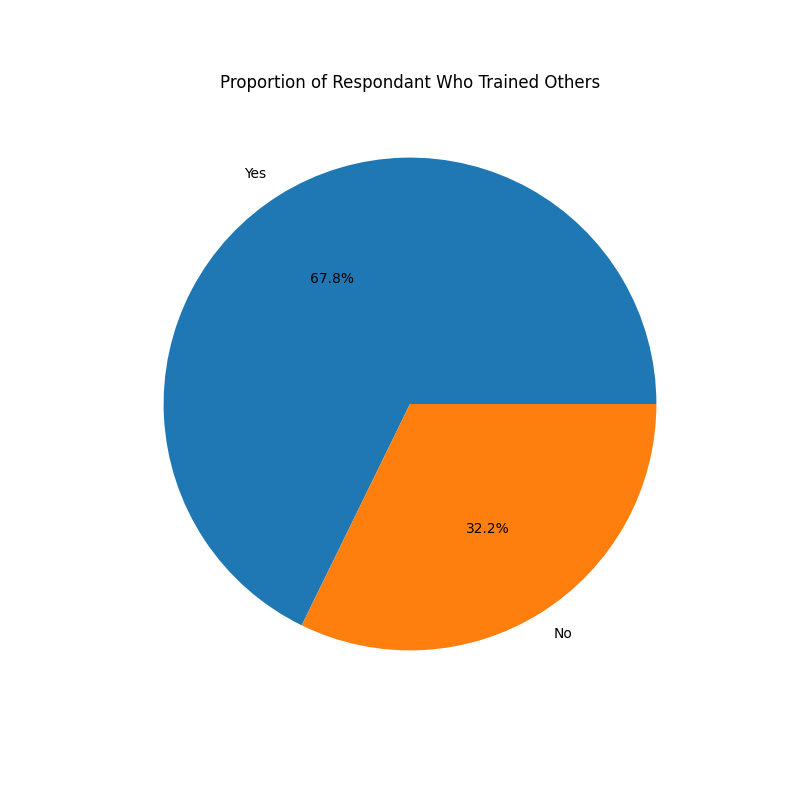 Proportion of Respondant Who Trained Others
Yes
67.8%
32.2%
No